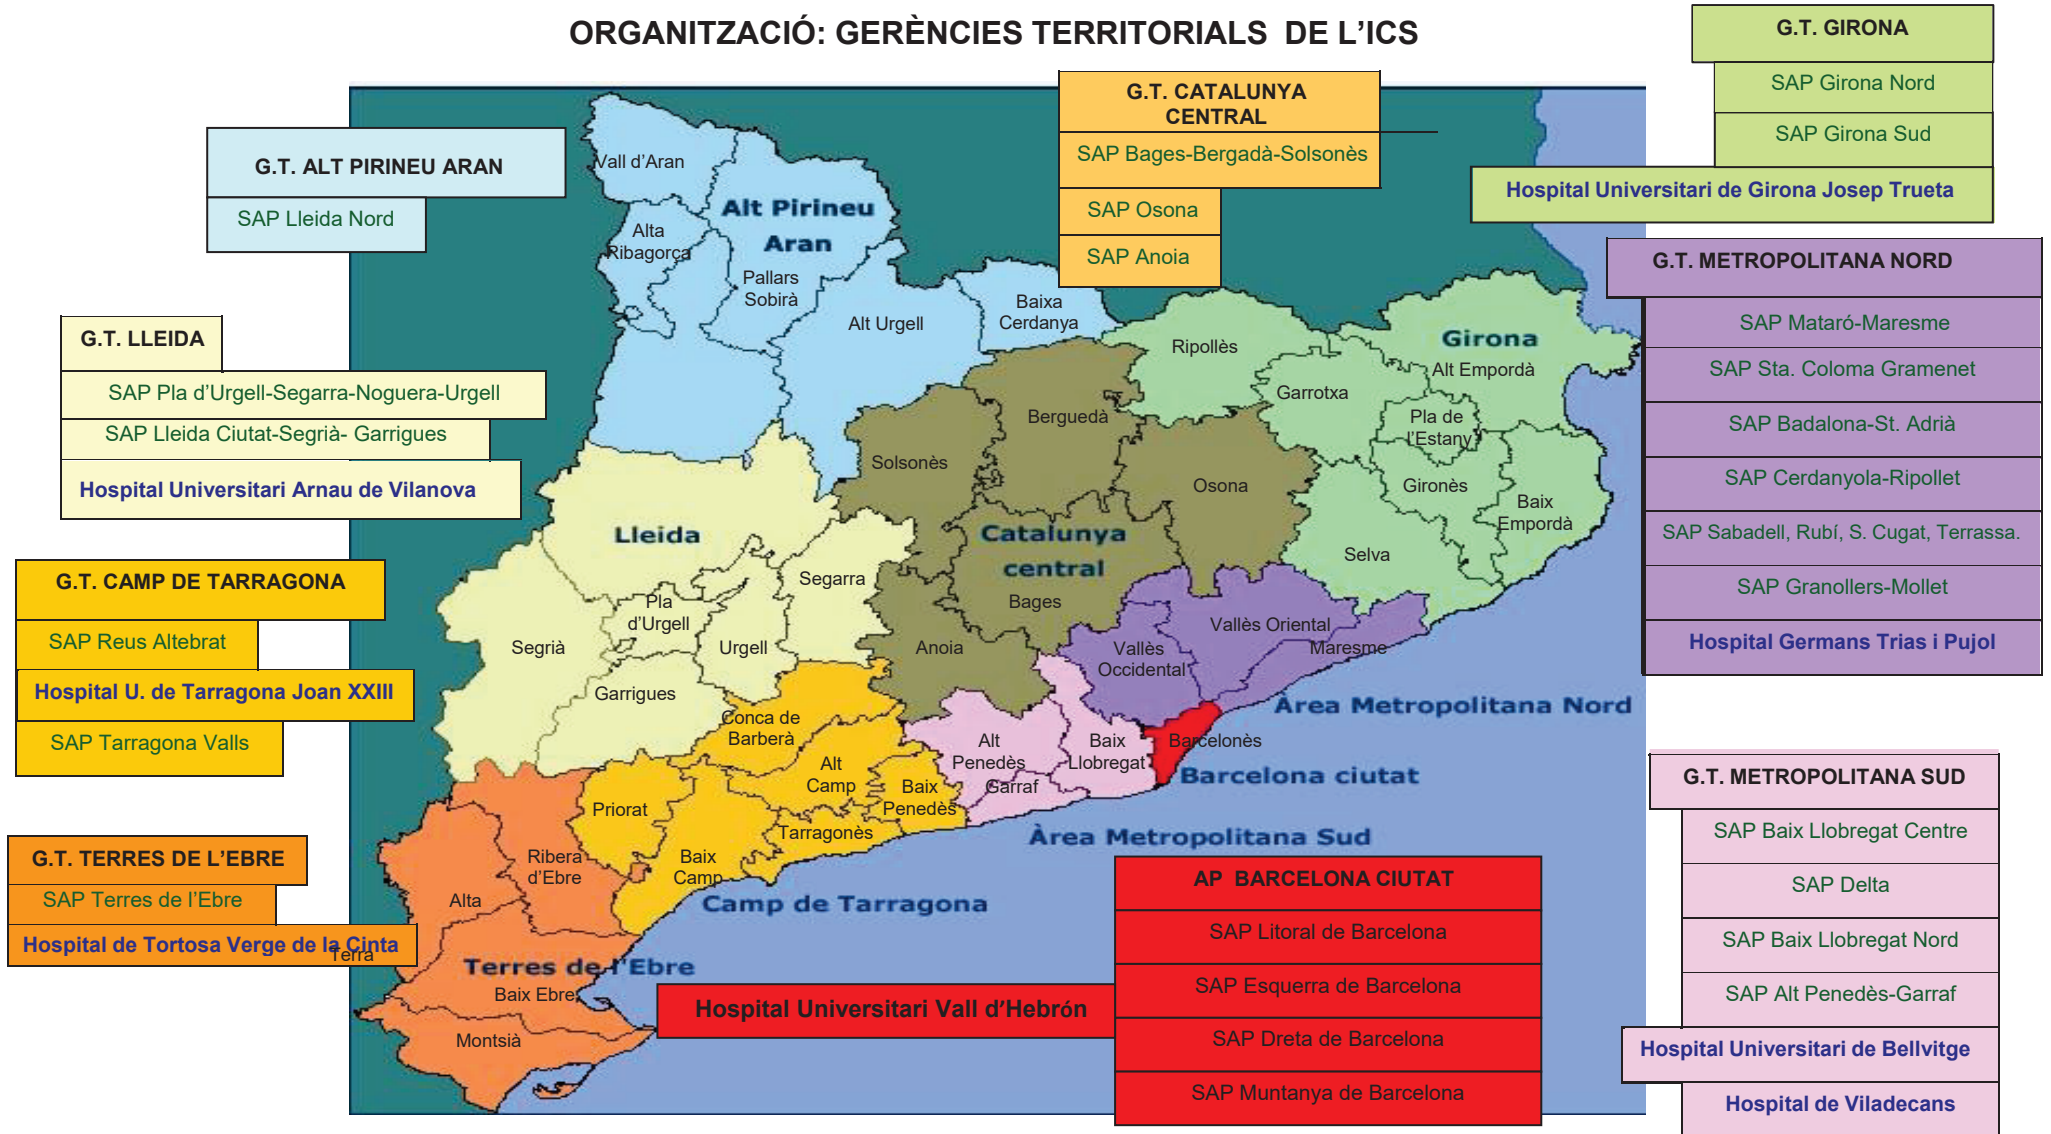 ORGANITZACIÓ: GERÈNCIES TERRITORIALS DE L'ICS
G.T. ALT PIRINEU ARAN
SAP Lleida Nord
G.T. LLEIDA
SAP Pla d'Urgell-Segarra-Noguera-Urgell
SAP Lleida Ciutat-Segrià- Garrigues
Hospital Universitari Arnau de Vilanova
G.T. CAMP DE TARRAGONA
SAP Reus Altebrat
Hospital U. de Tarragona Joan XXIII
SAP Tarragona Valls
G.T. TERRES DE L'EBRE
SAP Terres de l'Ebre
Hospital de Tortosa Verge de la Cinta
G.T. CATALUNYA
CENTRAL
SAP Bages-Bergadà-Solsonès
SAP Osona
SAP Anoia
G.T. GIRONA
SAP Girona Nord
SAP Girona Sud
Hospital Universitari de Girona Josep Trueta
G.T. METROPOLITANA NORD
SAP Mataró-Maresme
SAP Sta. Coloma Gramenet
SAP Badalona-St. Adrià
SAP Cerdanyola-Ripollet
SAP Sabadell, Rubí, S. Cugat, Terrassa.
SAP Granollers-Mollet
Hospital Germans Trias i Pujol
G.T. METROPOLITANA SUD
SAP Baix Llobregat Centre
SAP Delta
SAP Baix Llobregat Nord
SAP Alt Penedès-Garraf
Hospital Universitari de Bellvitge
Hospital de Viladecans
AP BARCELONA CIUTAT
SAP Litoral de Barcelona
SAP Esquerra de Barcelona
SAP Dreta de Barcelona
SAP Muntanya de Barcelona
Hospital Universitari Vall d'Hebrón
Vall d'Aran
Alt Pirineu
Aran
Alta
Ribagorça
Pallars
Sobirà
Alt Urgell
Baixa
Cerdanya
Ripollès
Girona
Alt Empordà
Garrotxa
Pla de
l'Estany
Gironès
Baix
Empordà
Selva
Berguedà
Solsonès
Osona
Catalunya
central
Bages
Anoia
Lleida
Segarra
Pla
d'Urgell
Urgell
Segrià
Garrigues
Vallès Oriental
Vallès
Occidental
Maresme
Àrea Metropolitana Nord
Barcelonès
Barcelona ciutat
Alt
Penedès
Baix
Llobregat
Garraf
Àrea Metropolitana Sud
Conca de
Barberà
Alt
Camp
Baix
Penedès
Priorat
Tarragonès
Baix
Camp
Camp de Tarragona
Ribera
d'Ebre
Alta
Terra
Terres de l'Ebre
Baix Ebre
Montsià